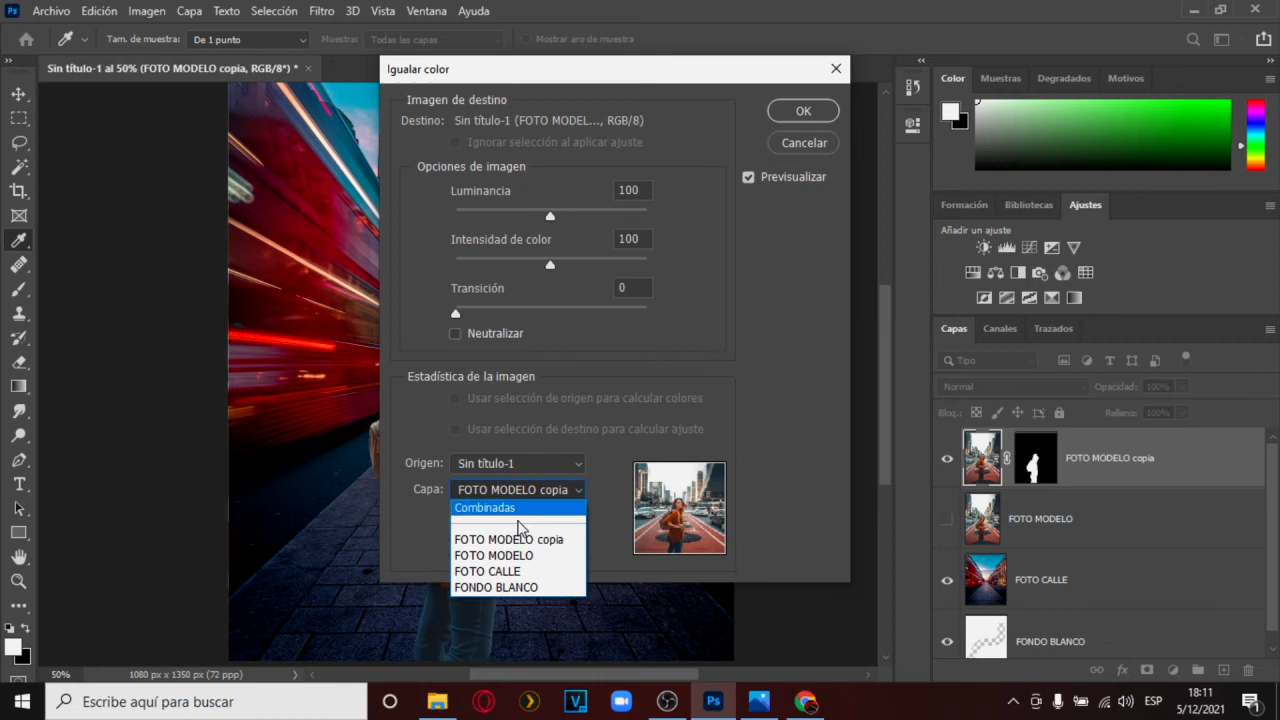 Ps Archivo Edición Imagen Capa Texto Selección Filtro 3D Vista Ventana Ayuda
Tam. de muestra: De 1 punto Muestra: Todas las capas Mostrar aro de muestra
Sin título-1 al 50% (FOTO MODELO copia, RGB/8*) *
Igualar color
Imagen de destino
Destino: Sin título-1 (FOTO MODEL..., RGB/8)
Ignorar selección al aplicar ajuste
Opciones de imagen
Luminancia 100
Intensidad de color 100
Transición 0
Neutralizar
OK
Cancelar
Previsualizar
Estadística de la imagen
Usar selección de origen para calcular colores
Usar selección de destino para calcular ajuste
Origen: Sin título-1
Capa: FOTO MODELO copia
Combinadas
FOTO MODELO copia
FOTO MODELO
FOTO CALLE
FONDO BLANCO
Color Muestras Degradados Motivos
Formación Bibliotecas Ajustes
Añadir un ajuste
Capas Canales Trazados
Tipo
Normal Opacidad: 100%
Bloq.: Relleno: 100%
FOTO MODELO copia
FOTO MODELO
FOTO CALLE
FONDO BLANCO
50% 1080 px x 1350 px (72 ppp)
Escribe aquí para buscar
V
Ps
ESP
18:11
5/12/2021
1